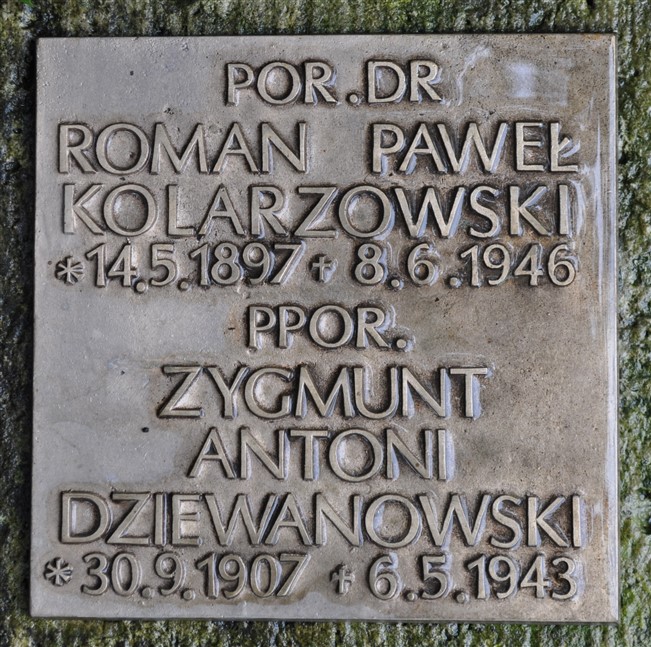 POR. DR
ROMAN PAWEŁ
KOLARZOWSKI
*14.5.1897 † 8.6.1946
PPOR.
ZYGMUNT
ANTONI
DZIEWANOWSKI
*30.9.1907 † 6.5.1943